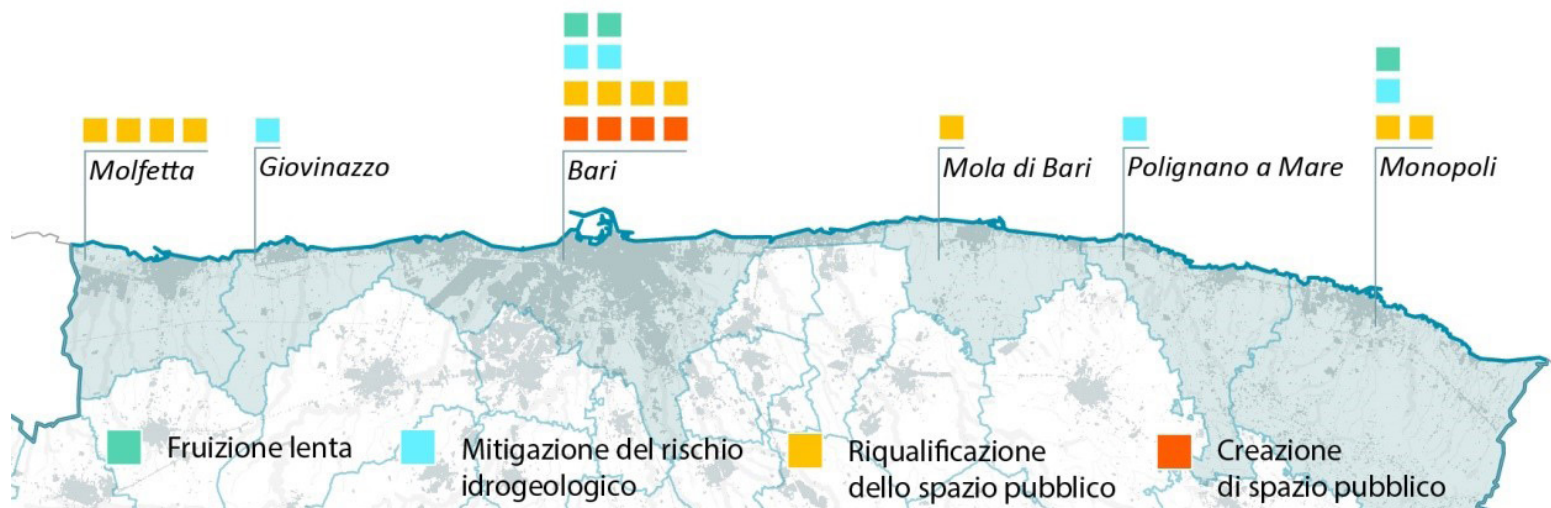 Molfetta
Giovinazzo
Bari
Mola di Bari
Polignano a Mare
Monopoli
Fruizione lenta
Mitigazione del rischio
idrogeologico
Riqualificazione
dello spazio pubblico
Creazione
di spazio pubblico